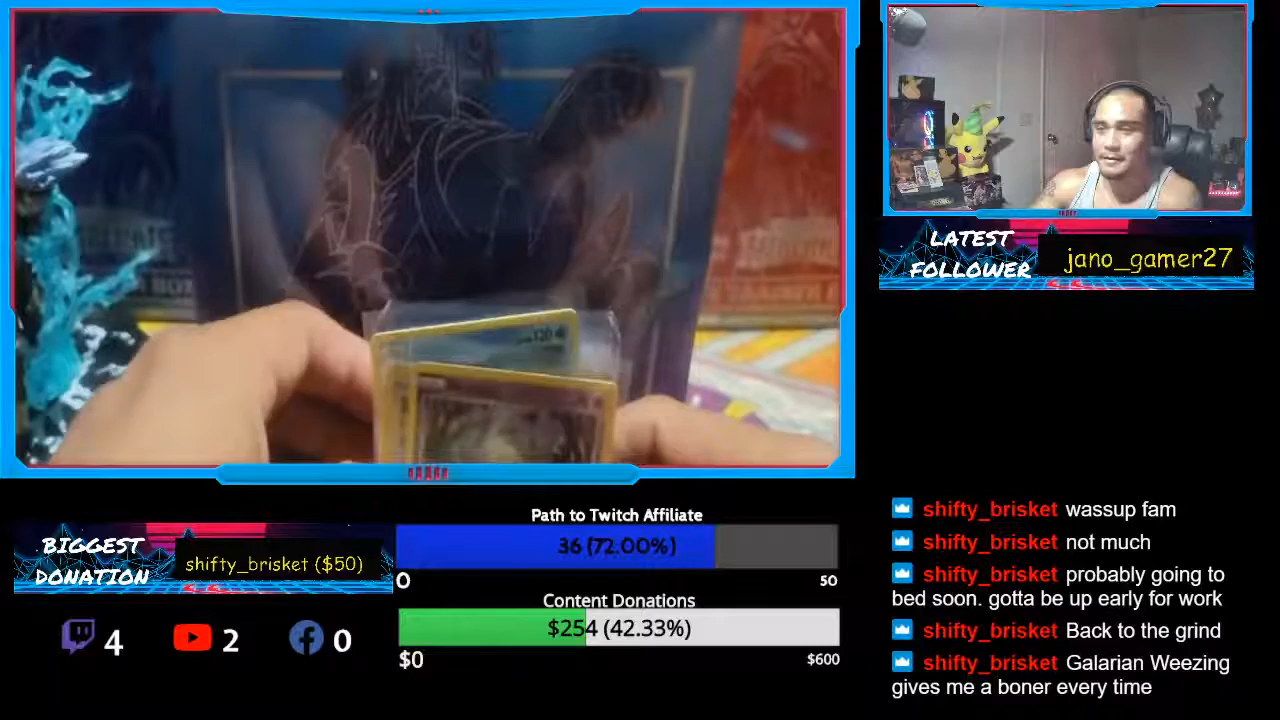 120
LATEST
FOLLOWER
jano_gamer27
BIGGEST
DONATION
shifty_brisket ($50)
4
2
0
Path to Twitch Affiliate
36 (72.00%)
0
50
Content Donations
$254 (42.33%)
$0
$600
shifty_brisket wassup fam
shifty_brisket not much
shifty_brisket probably going to
bed soon. gotta be up early for work
shifty_brisket Back to the grind
shifty_brisket Galarian Weezing
gives me a boner every time